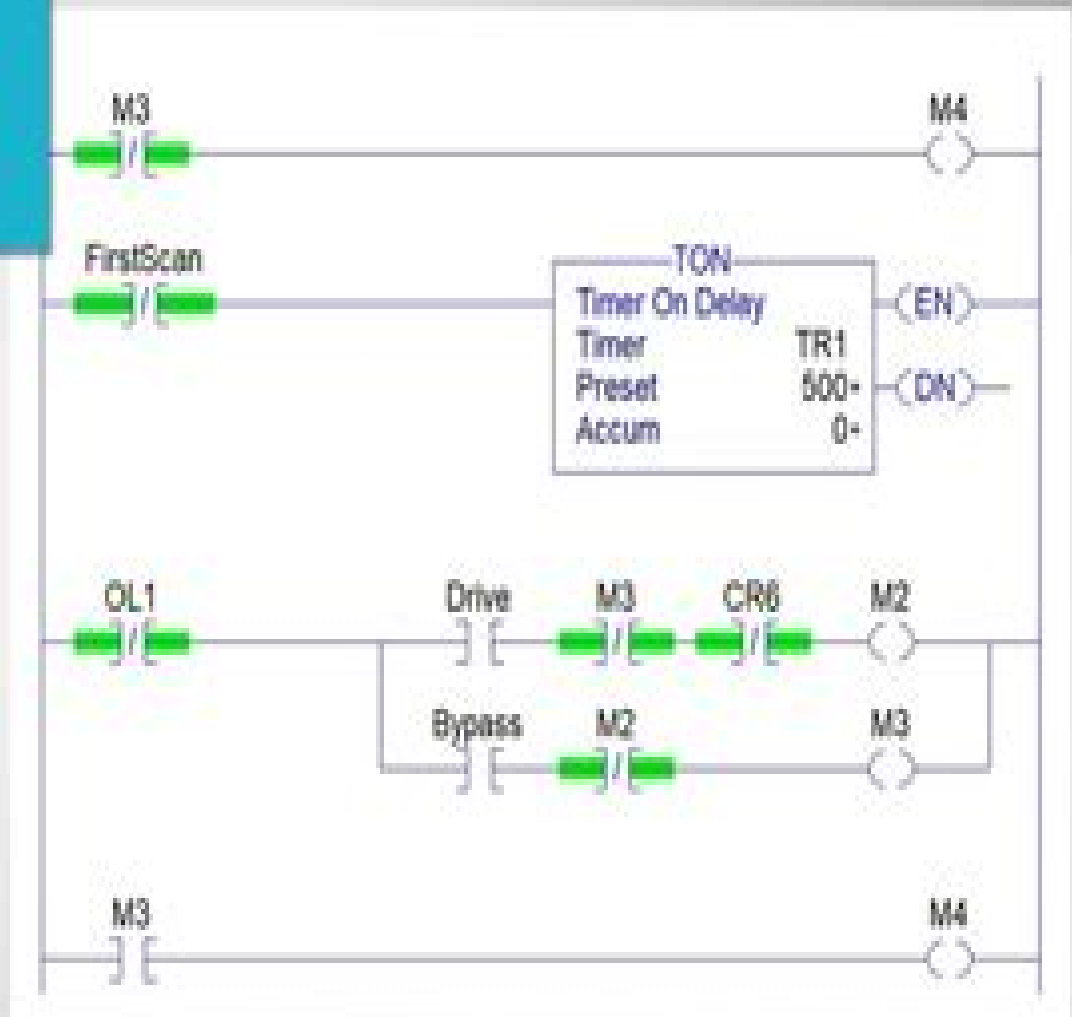 M3 M4
FirstScan
TON
Timer On Delay
EN
Timer TR1
Preset 500
DN
Accum 0
OL1 Drive M3 CR6 M2
Bypass M2 M3
M3 M4